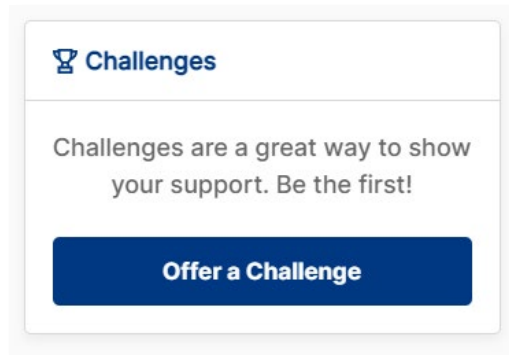 Challenges
Challenges are a great way to show
your support. Be the first!
Offer a Challenge